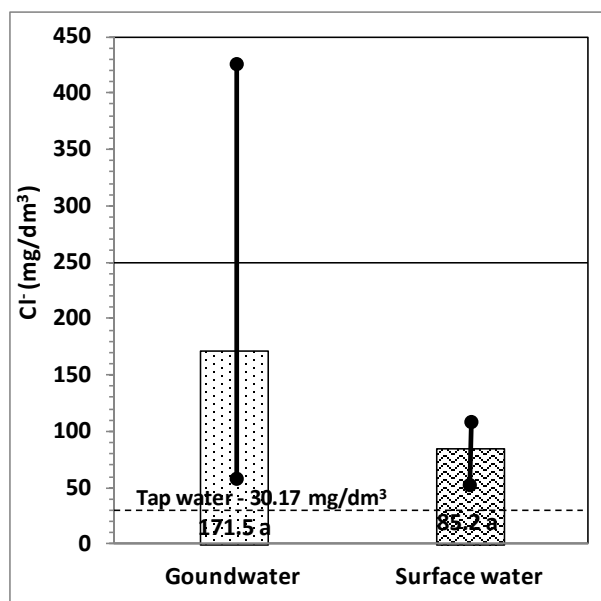 450
400
350
300
250
200
150
100
50
0
Cl- (mg/dm³)
Tap water - 30.17 mg/dm³
171.5 a
85.2 a
Goundwater
Surface water